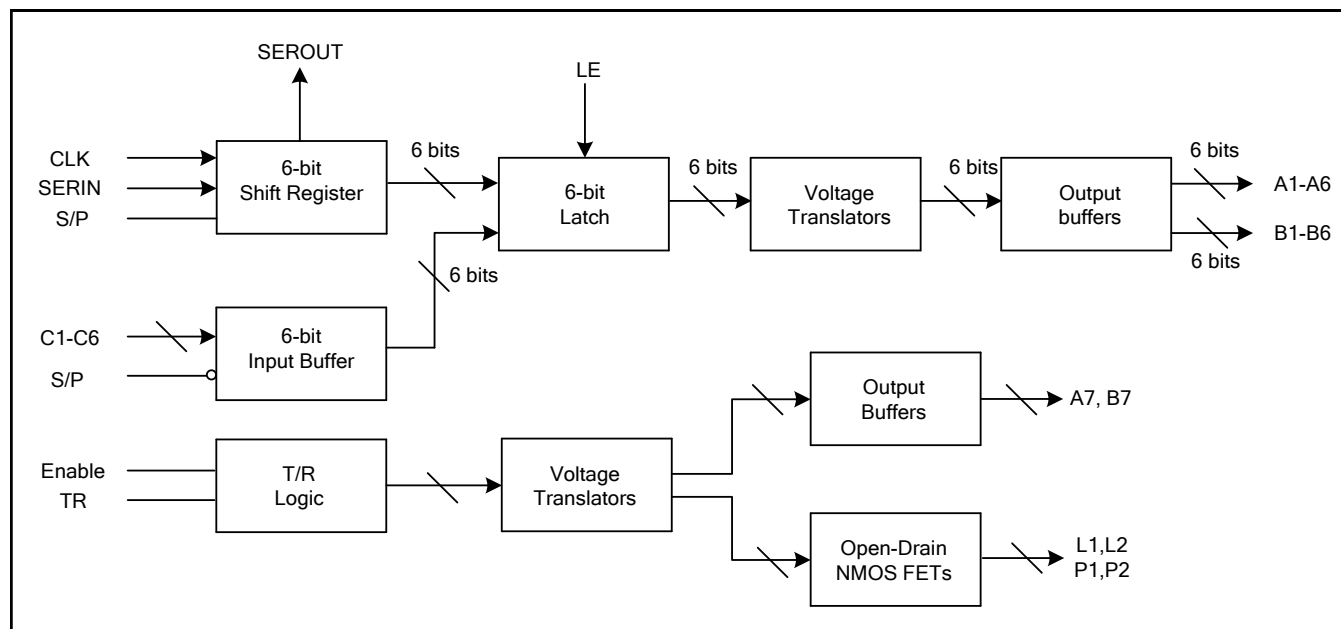 SEROUT
LE
CLK
SERIN
S/P
6-bit
Shift Register
6 bits
6-bit
Latch
6 bits
Voltage
Translators
6 bits
Output
buffers
6 bits
A1-A6
B1-B6
6 bits
6 bits
C1-C6
S/P
6-bit
Input Buffer
Output
Buffers
A7, B7
Enable
TR
T/R
Logic
Voltage
Translators
Open-Drain
NMOS FETs
L1,L2
P1,P2